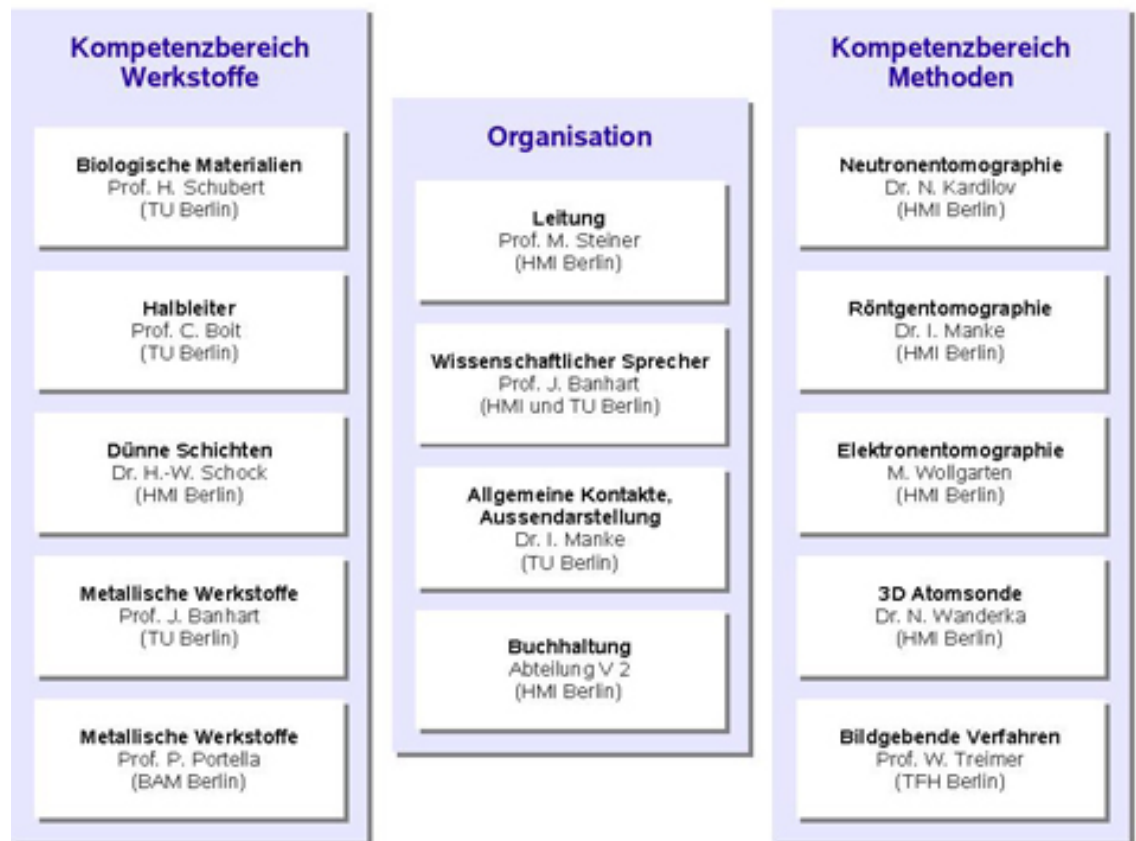 Kompetenzbereich
Werkstoffe
Biologische Materialien
Prof. H. Schubert
(TU Berlin)
Halbleiter
Prof. C. Boit
(TU Berlin)
Dünne Schichten
Dr. H.-W. Schock
(HMI Berlin)
Metallische Werkstoffe
Prof. J. Banhart
(TU Berlin)
Metallische Werkstoffe
Prof. P. Portella
(BAM Berlin)
Organisation
Leitung
Prof. M. Steiner
(HMI Berlin)
Wissenschaftlicher Sprecher
Prof. J. Banhart
(HMI und TU Berlin)
Allgemeine Kontakte,
Aussendarstellung
Dr. I. Manke
(TU Berlin)
Buchhaltung
Abteilung V 2
(HMI Berlin)
Kompetenzbereich
Methoden
Neutronentomographie
Dr. N. Kardilov
(HMI Berlin)
Röntgentomographie
Dr. I. Manke
(HMI Berlin)
Elektronentomographie
M. Wollgarten
(HMI Berlin)
3D Atomsonde
Dr. N. Wanderka
(HMI Berlin)
Bildgebende Verfahren
Prof. W. Treimer
(TFH Berlin)